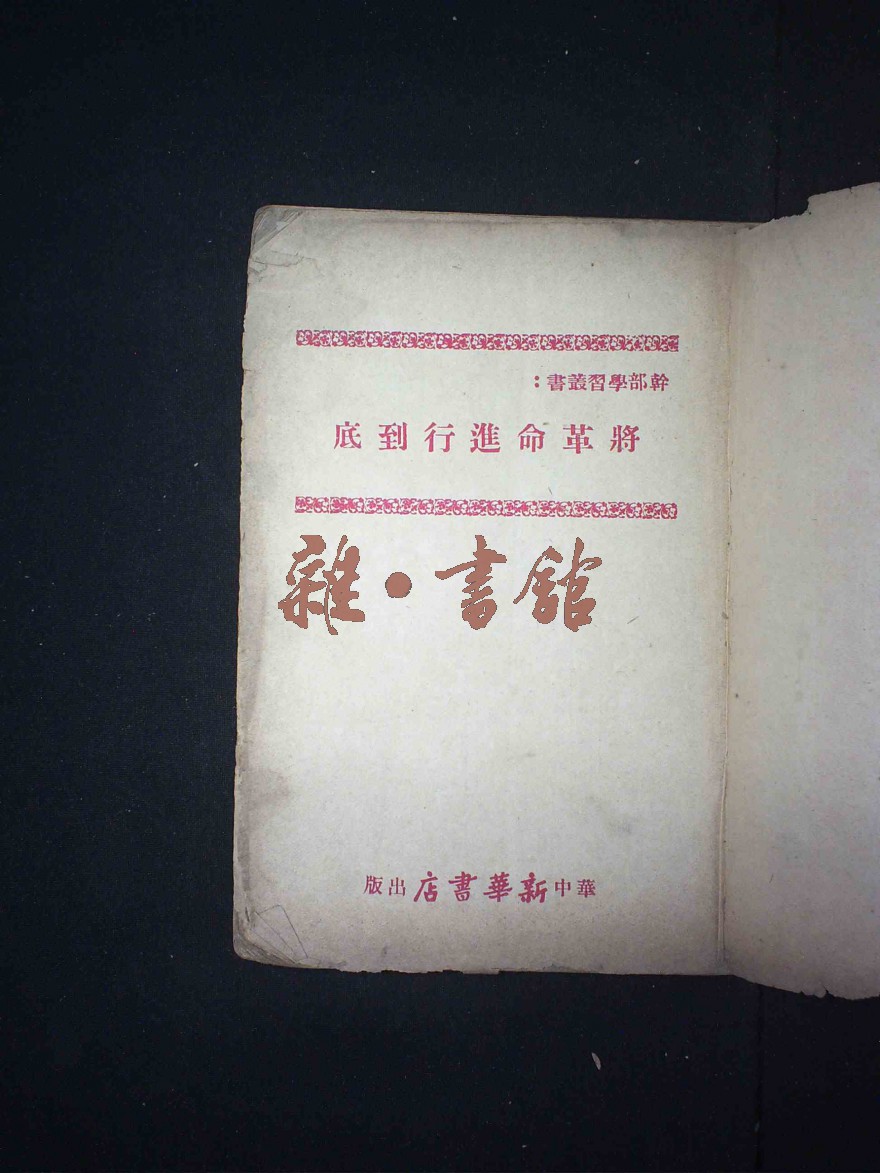 幹部學習叢書：
將革命進行到底
雜•書館
華中新華書店出版